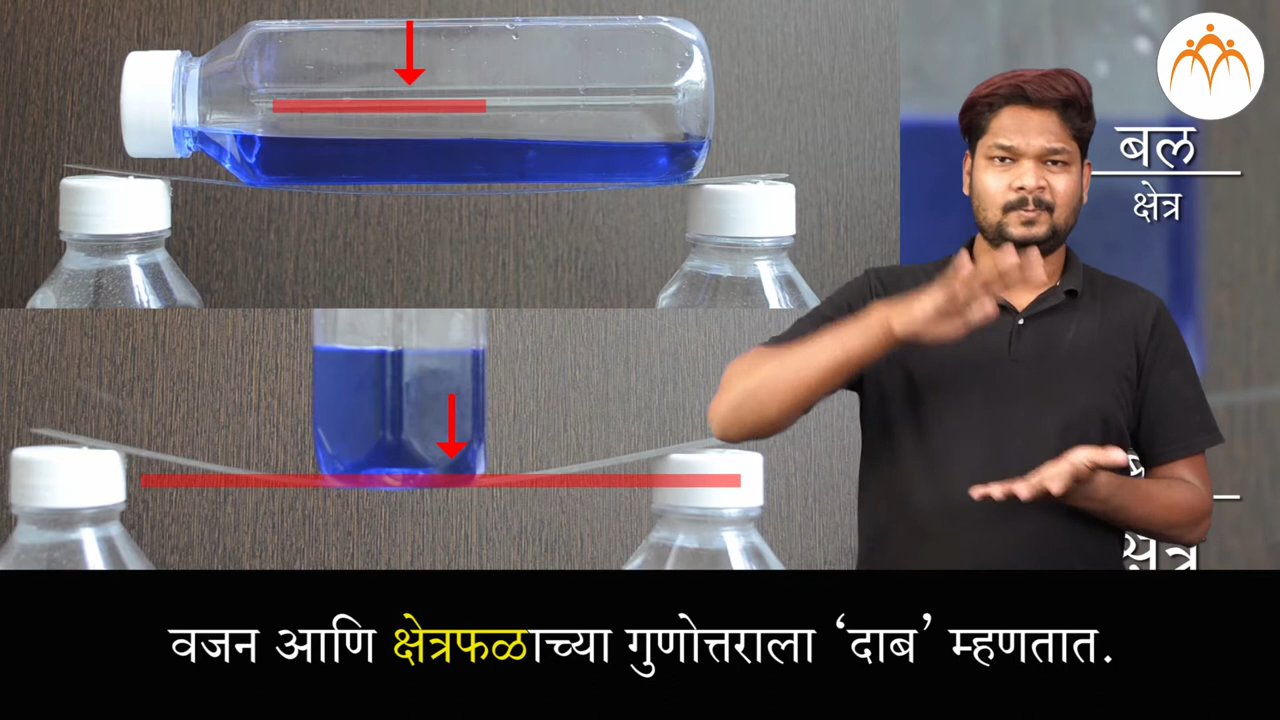 बल
क्षेत्र
क्षेत्र
वजन आणि क्षेत्रफळाच्या गुणोत्तराला ‘दाब’ म्हणतात.